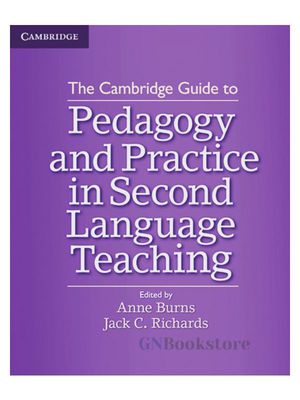 CAMBRIDGE
The Cambridge Guide to
Pedagogy
and Practice
in Second
Language
Teaching
Edited by
Anne Burns
Jack C. Richards
GNBookstore